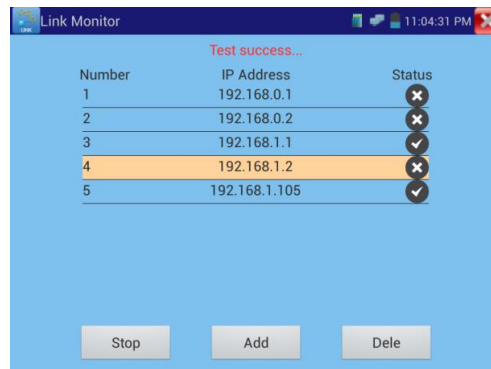 LINK
Link Monitor 11:04:31 PM
Test success...
Number IP Address Status
1 192.168.0.1
2 192.168.0.2
3 192.168.1.1
4 192.168.1.2
5 192.168.1.105
Stop Add Dele